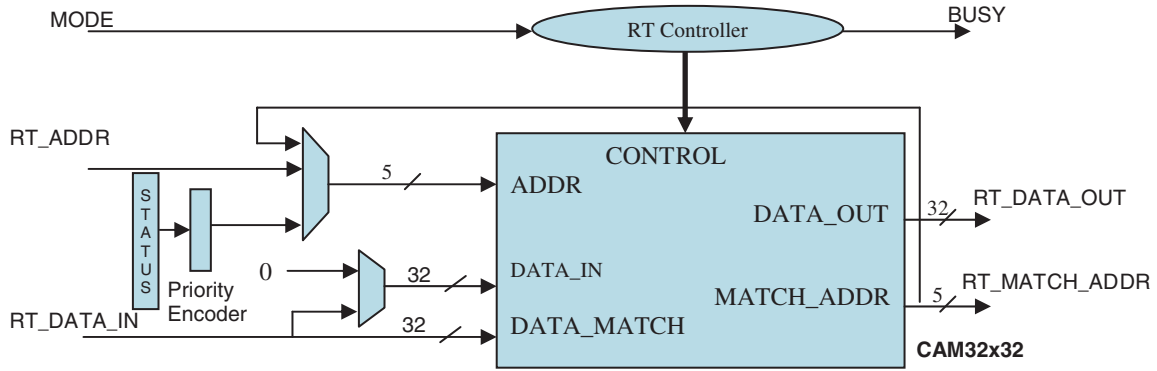 MODE
RT Controller
BUSY
RT_ADDR
CONTROL
5
ADDR
STATUS
DATA_OUT
32
RT_DATA_OUT
0
32
DATA_IN
Priority
Encoder
MATCH_ADDR
5
RT_MATCH_ADDR
RT_DATA_IN
32
DATA_MATCH
CAM32x32